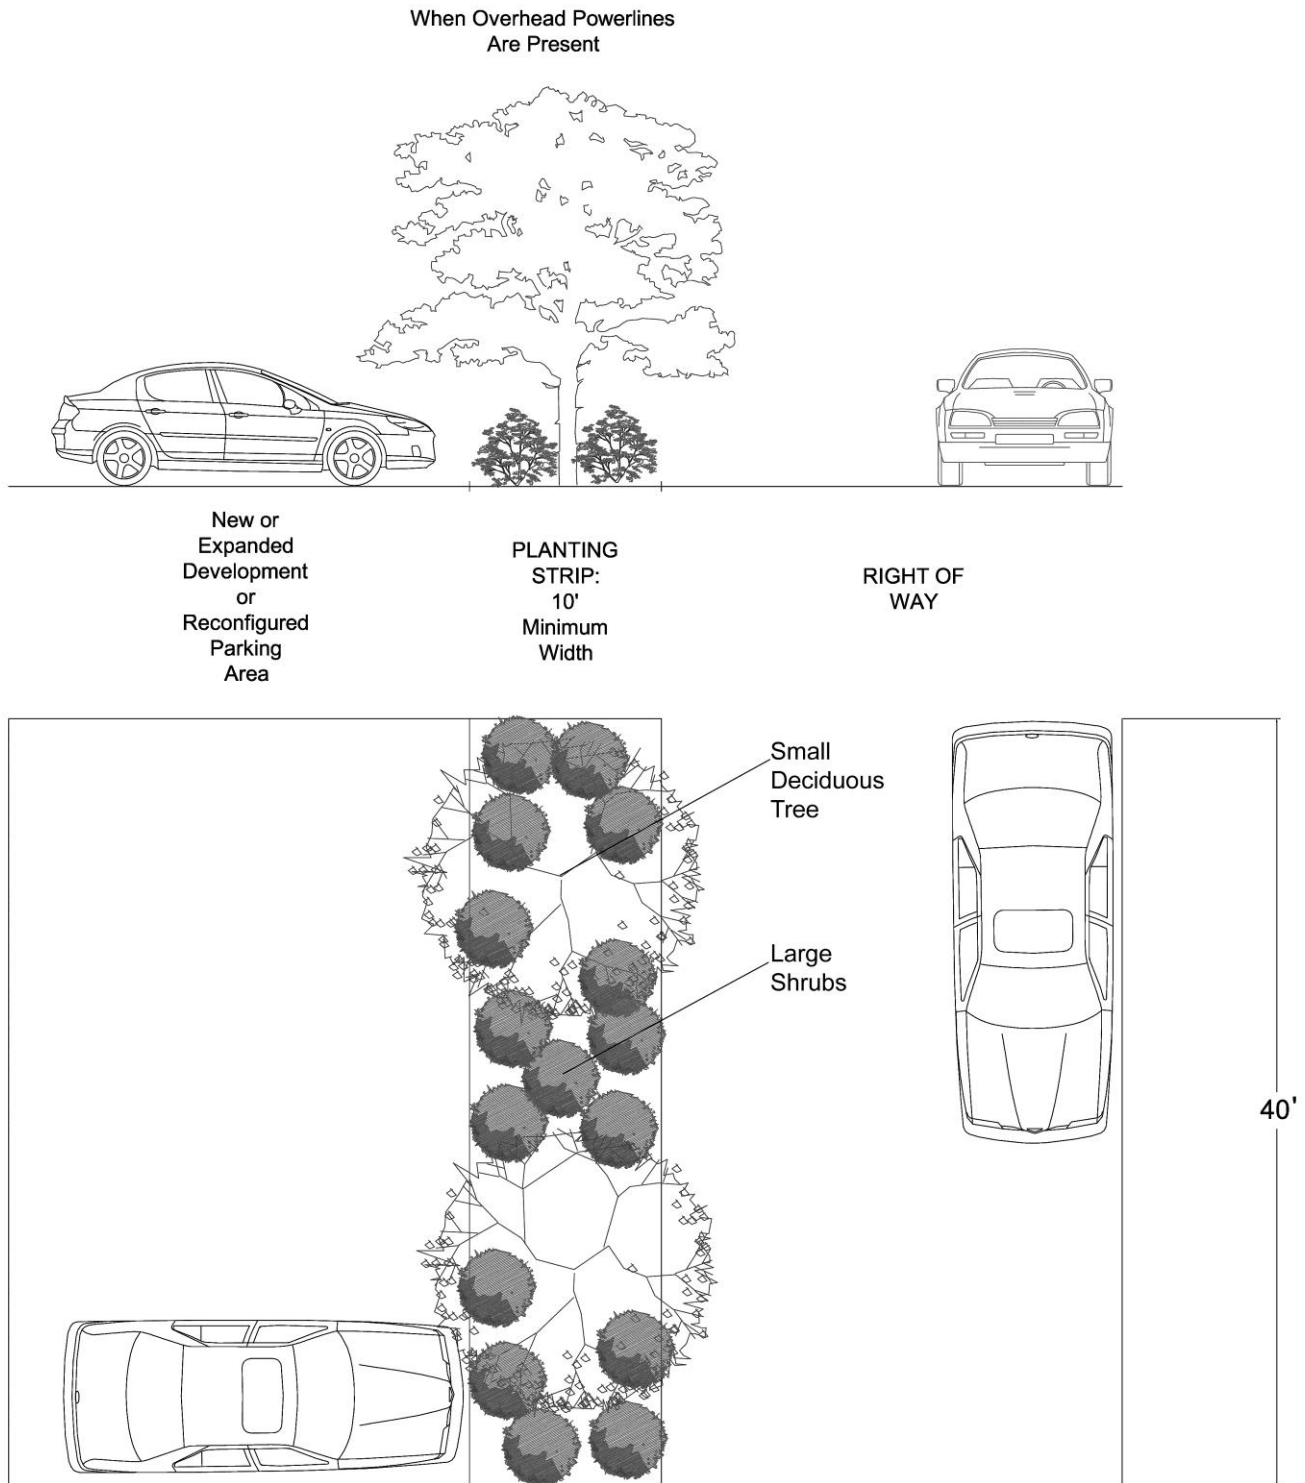 When Overhead Powerlines
Are Present
New or
Expanded
Development
or
Reconfigured
Parking
Area
PLANTING
STRIP:
10'
Minimum
Width
RIGHT OF
WAY
Small
Deciduous
Tree
Large
Shrubs
40'